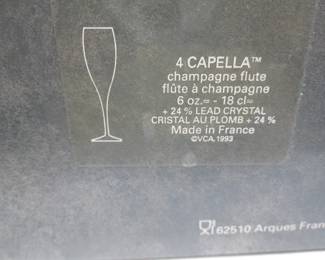 4 CAPELLA™
champagne flute
flûte à champagne
6 oz.≈ - 18 cl≈
+ 24 % LEAD CRYSTAL
CRISTAL AU PLOMB + 24 %
Made in France
©VCA. 1993
62510 Arques Fran